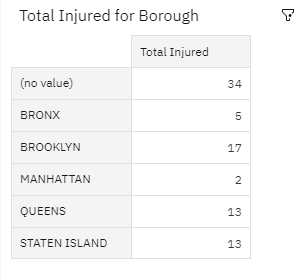 Total Injured for Borough
Total Injured
(no value) 34
BRONX 5
BROOKLYN 17
MANHATTAN 2
QUEENS 13
STATEN ISLAND 13